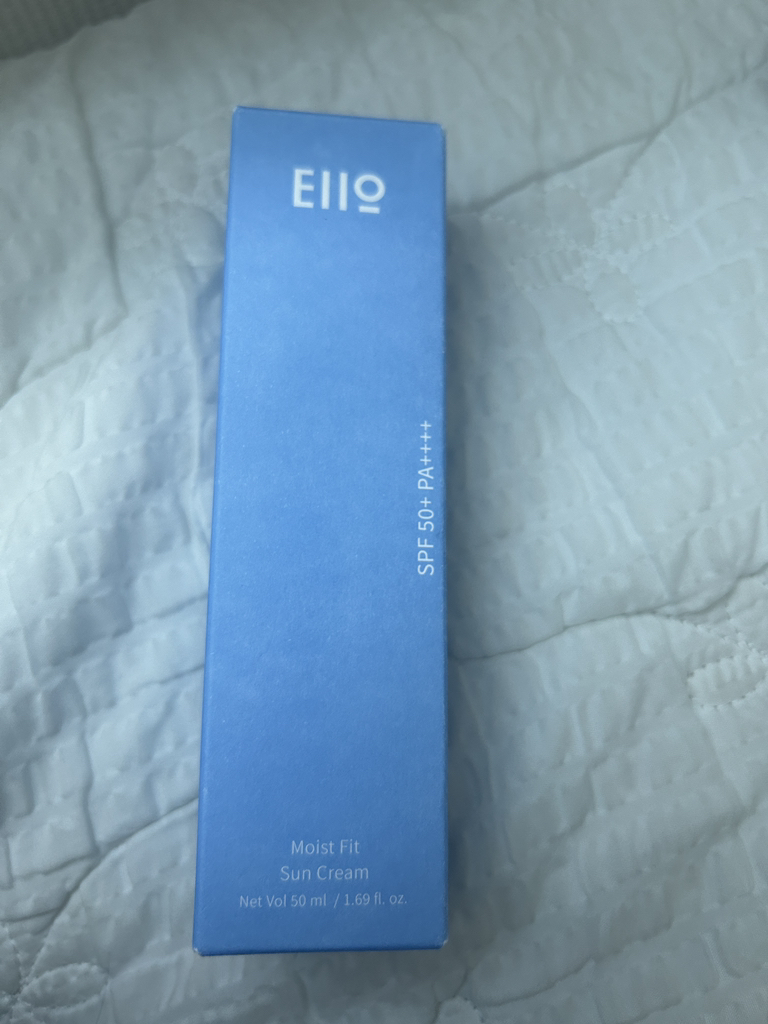 Ello
SPF 50+ PA++++
Moist Fit
Sun Cream
Net Vol 50 ml / 1.69 fl. oz.